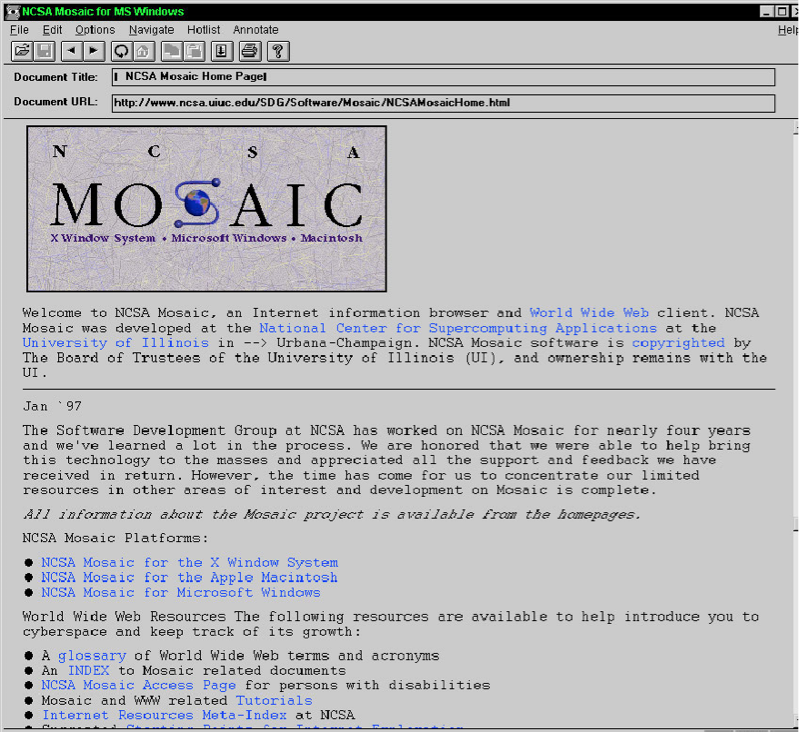 NCSA Mosaic for MS Windows
File Edit Options Navigate Hotlist Annotate Help
Document Title: NCSA Mosaic Home Page
Document URL: http://www.ncsa.uiuc.edu/SDG/Software/Mosaic/NCSAMosaicHome.html
N C S A
MOSAIC
X Window System • Microsoft Windows • Macintosh
Welcome to NCSA Mosaic, an Internet information browser and World Wide Web client. NCSA
Mosaic was developed at the National Center for Supercomputing Applications at the
University of Illinois in --> Urbana-Champaign. NCSA Mosaic software is copyrighted by
The Board of Trustees of the University of Illinois (UI), and ownership remains with the
UI.
Jan `97
The Software Development Group at NCSA has worked on NCSA Mosaic for nearly four years
and we've learned a lot in the process. We are honored that we were able to help bring
this technology to the masses and appreciated all the support and feedback we have
received in return. However, the time has come for us to concentrate our limited
resources in other areas of interest and development on Mosaic is complete.
All information about the Mosaic project is available from the homepages.
NCSA Mosaic Platforms:
● NCSA Mosaic for the X Window System
● NCSA Mosaic for the Apple Macintosh
● NCSA Mosaic for Microsoft Windows
World Wide Web Resources The following resources are available to help introduce you to
cyberspace and keep track of its growth:
● A glossary of World Wide Web terms and acronyms
● An INDEX to Mosaic related documents
● NCSA Mosaic Access Page for persons with disabilities
● Mosaic and WWW related Tutorials
● Internet Resources Meta-Index at NCSA
● Suggested Starting Points for Internet Exploration